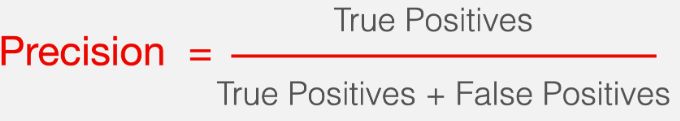 True Positives
Precision =
True Positives + False Positives